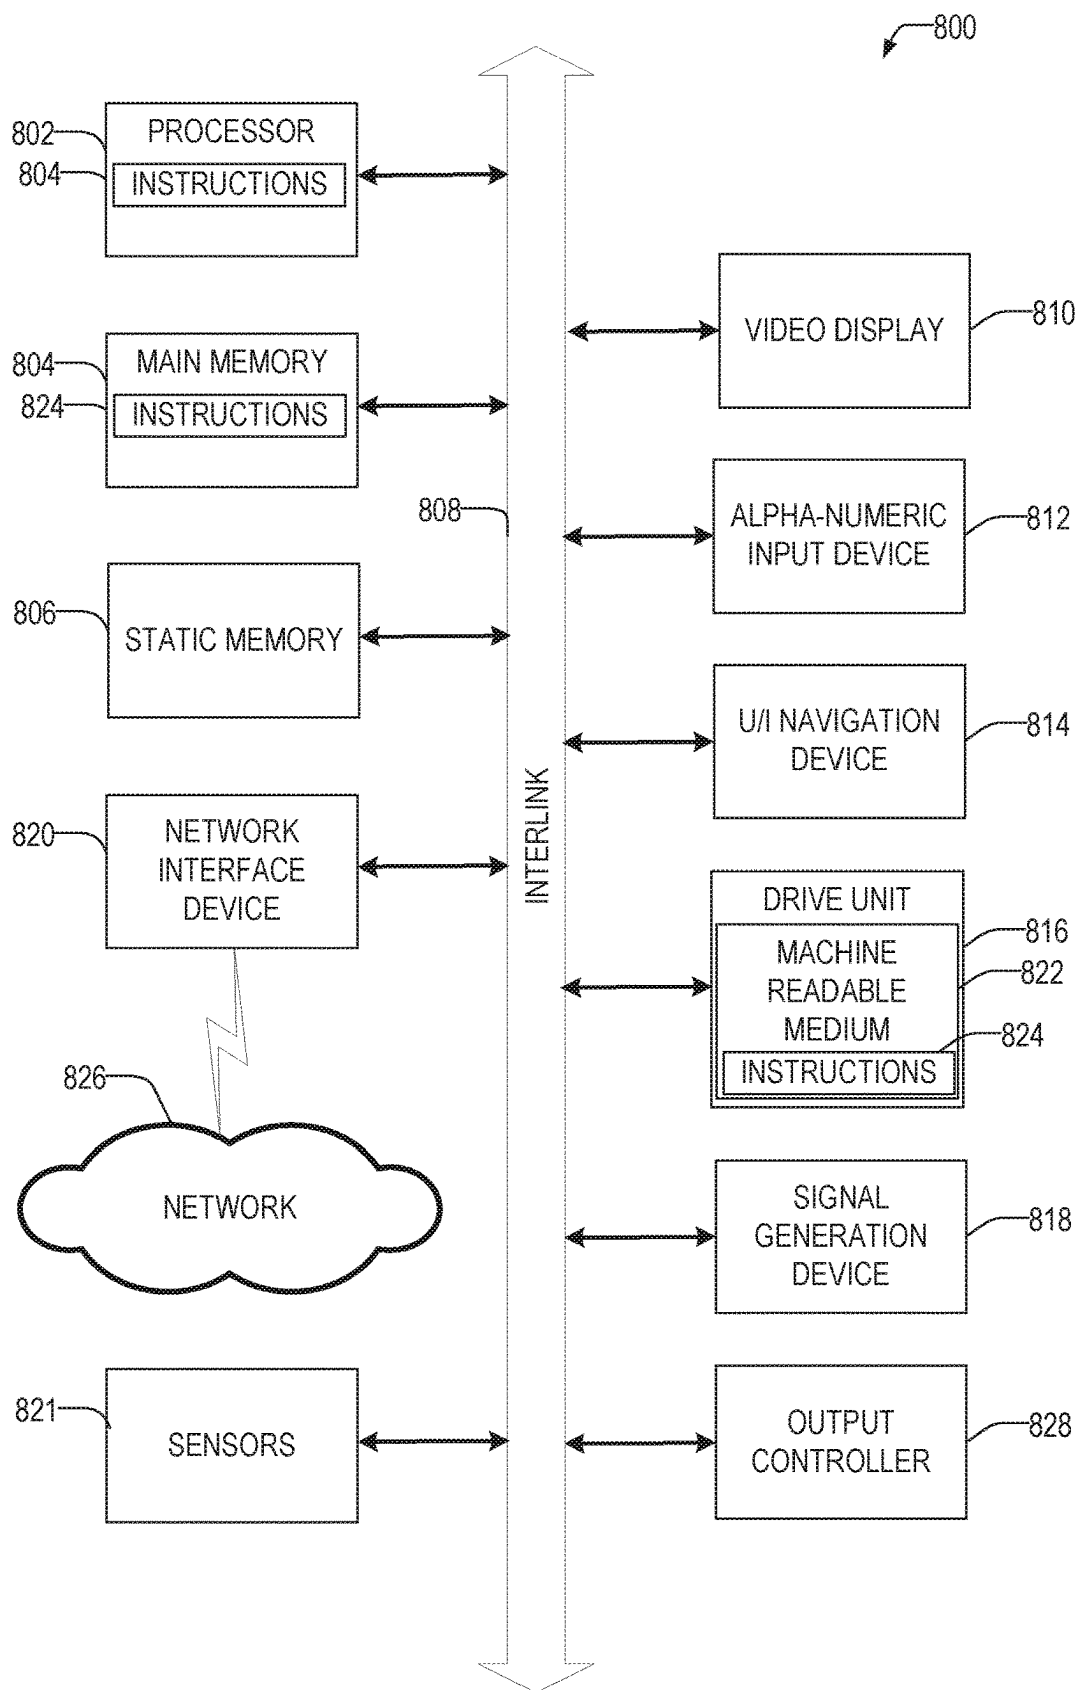 800
802
PROCESSOR
804
INSTRUCTIONS
804
MAIN MEMORY
824
INSTRUCTIONS
808
806
STATIC MEMORY
820
NETWORK
INTERFACE
DEVICE
826
NETWORK
821
SENSORS
INTERLINK
VIDEO DISPLAY
810
ALPHA-NUMERIC
INPUT DEVICE
812
U/I NAVIGATION
DEVICE
814
DRIVE UNIT
816
MACHINE
READABLE
MEDIUM
822
824
INSTRUCTIONS
SIGNAL
GENERATION
DEVICE
818
OUTPUT
CONTROLLER
828